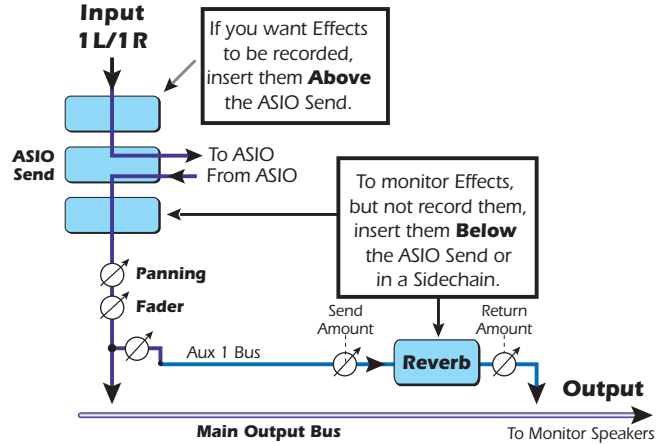 Input
1L/1R
If you want Effects
to be recorded,
insert them Above
the ASIO Send.
ASIO
Send
To ASIO
From ASIO
To monitor Effects,
but not record them,
insert them Below
the ASIO Send or
in a Sidechain.
Panning
Fader
Send
Amount
Return
Amount
Aux 1 Bus
Reverb
Output
Main Output Bus
To Monitor Speakers